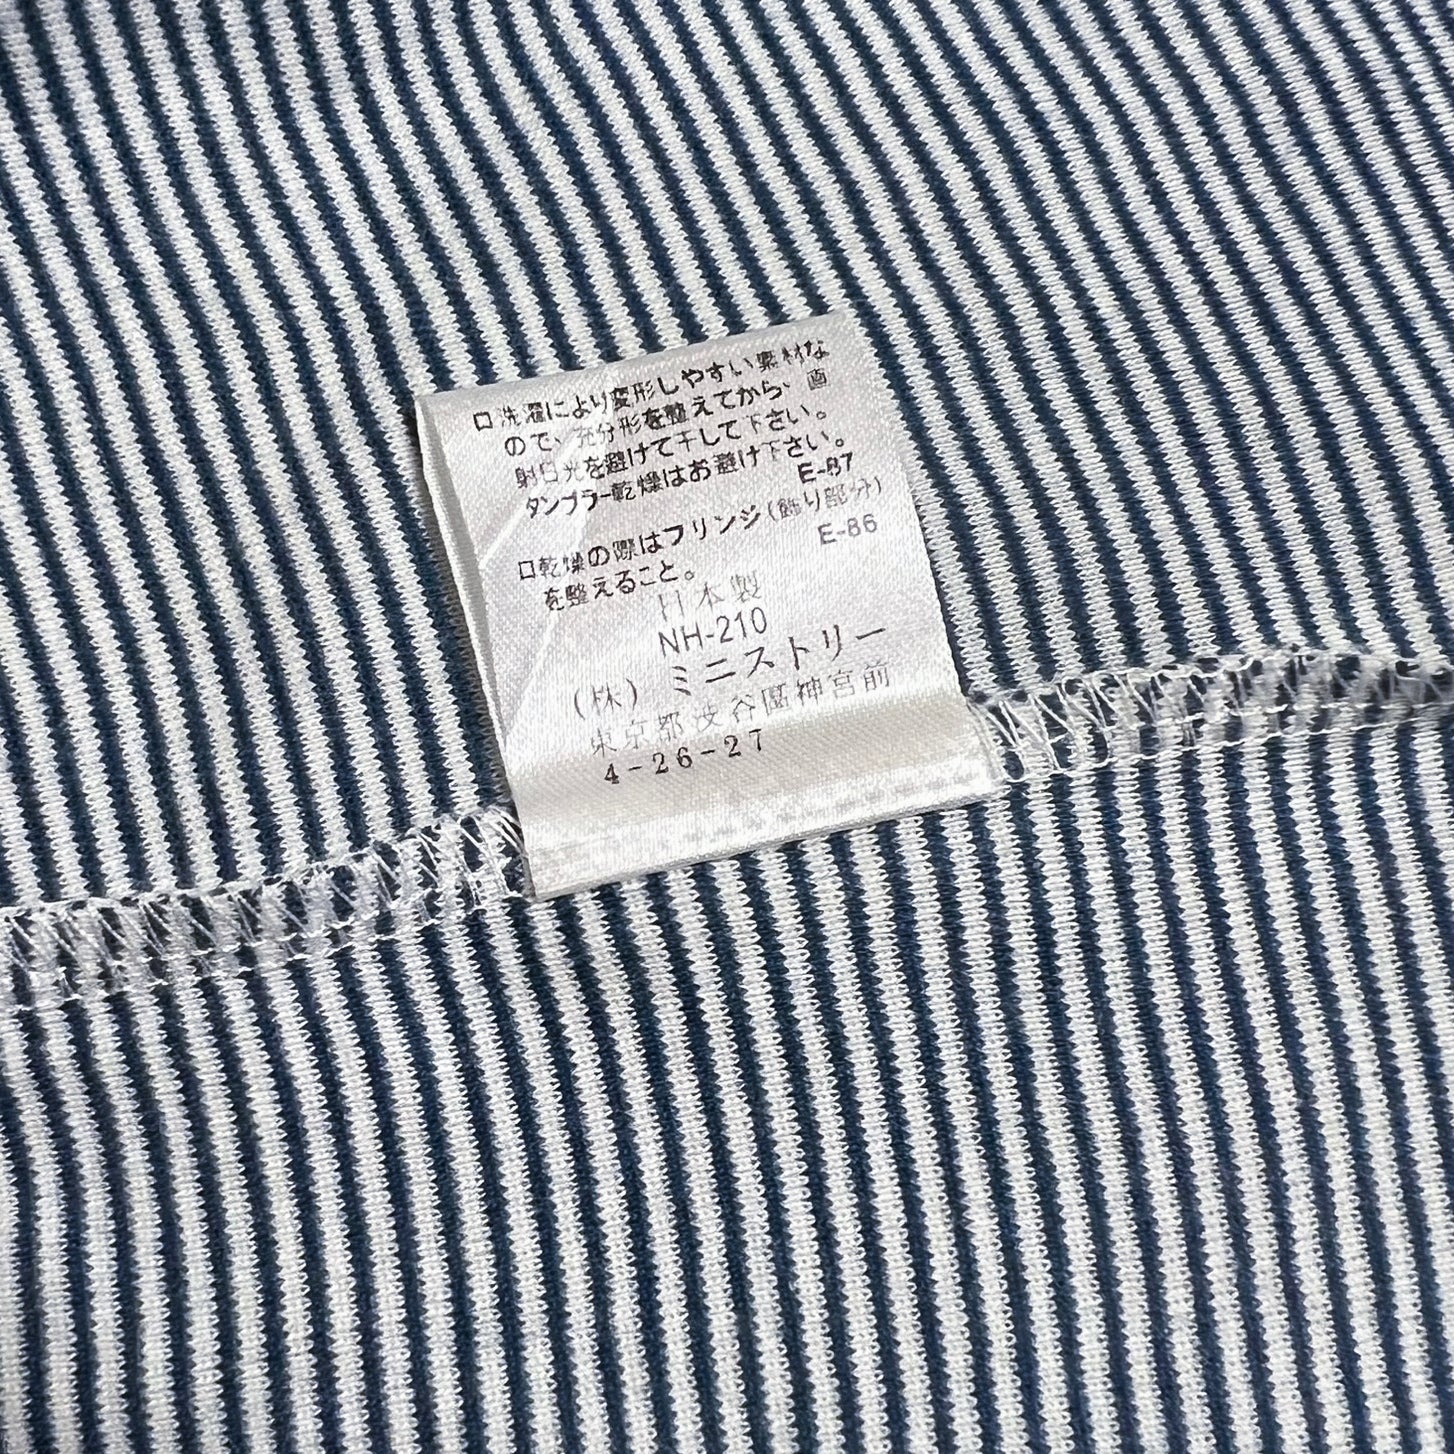 □洗濯により変形しやすい素材な
ので、充分形を整えてから、直
射日光を避けて干して下さい。
タンブラー乾燥はお避け下さい。
E-87
□乾燥の際はフリンジ(飾り部分)
を整えること。
E-86
日本製
NH-210
(株) ミニストリー
東京都渋谷區神宮前
4-26-27